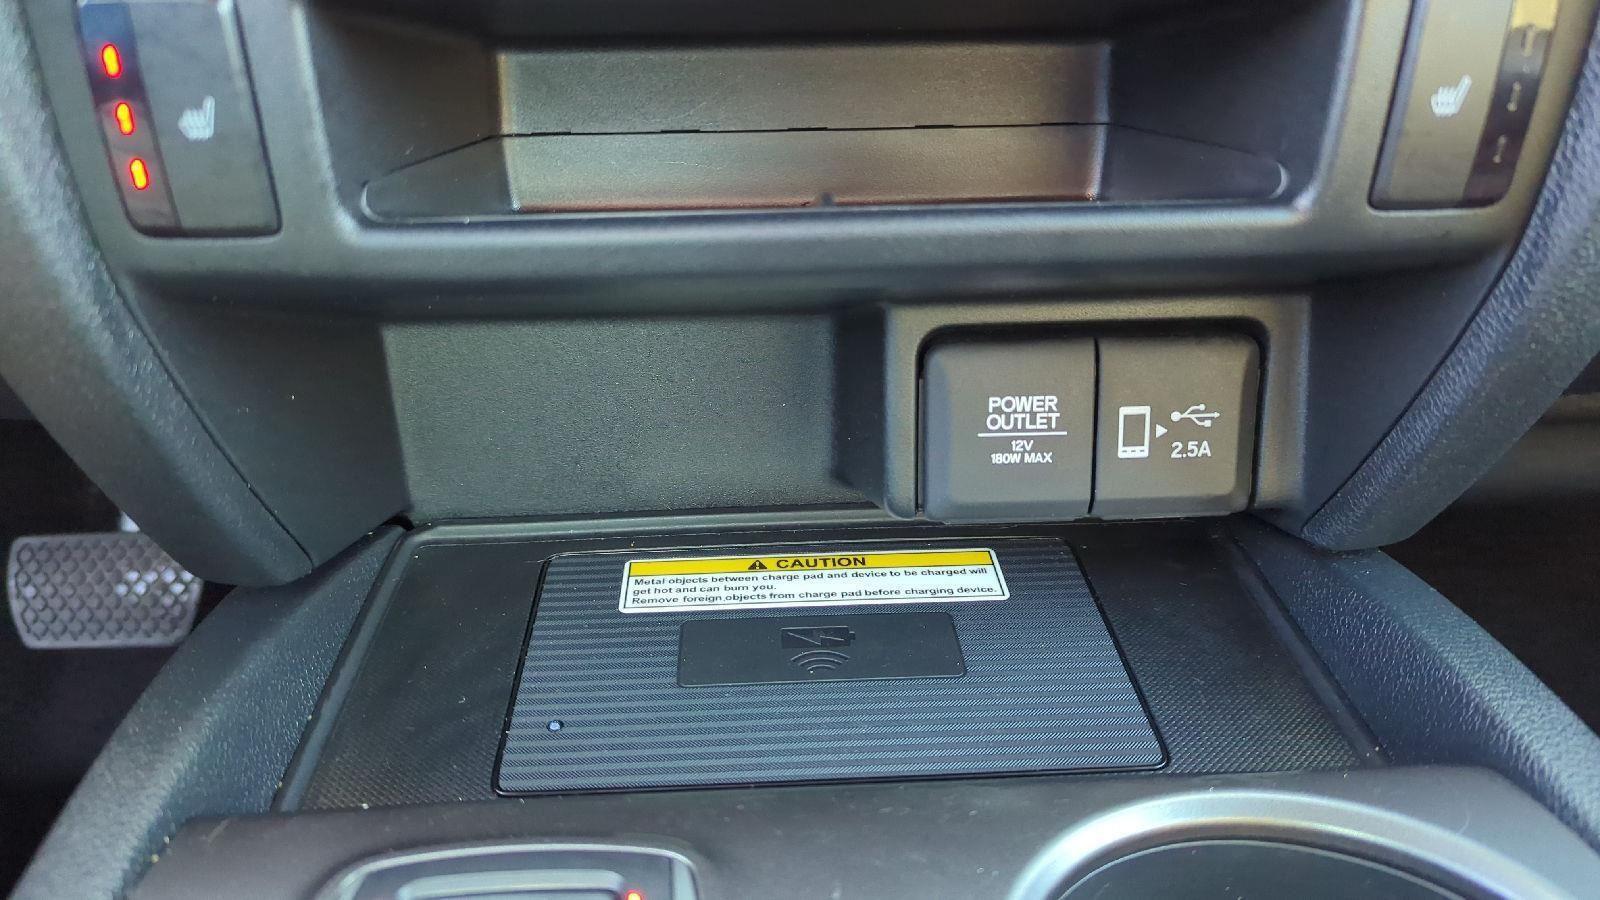 POWER
OUTLET
12V
180W MAX
2.5A
CAUTION
Metal objects between charge pad and device to be charged will
get hot and can burn you.
Remove foreign objects from charge pad before charging device.